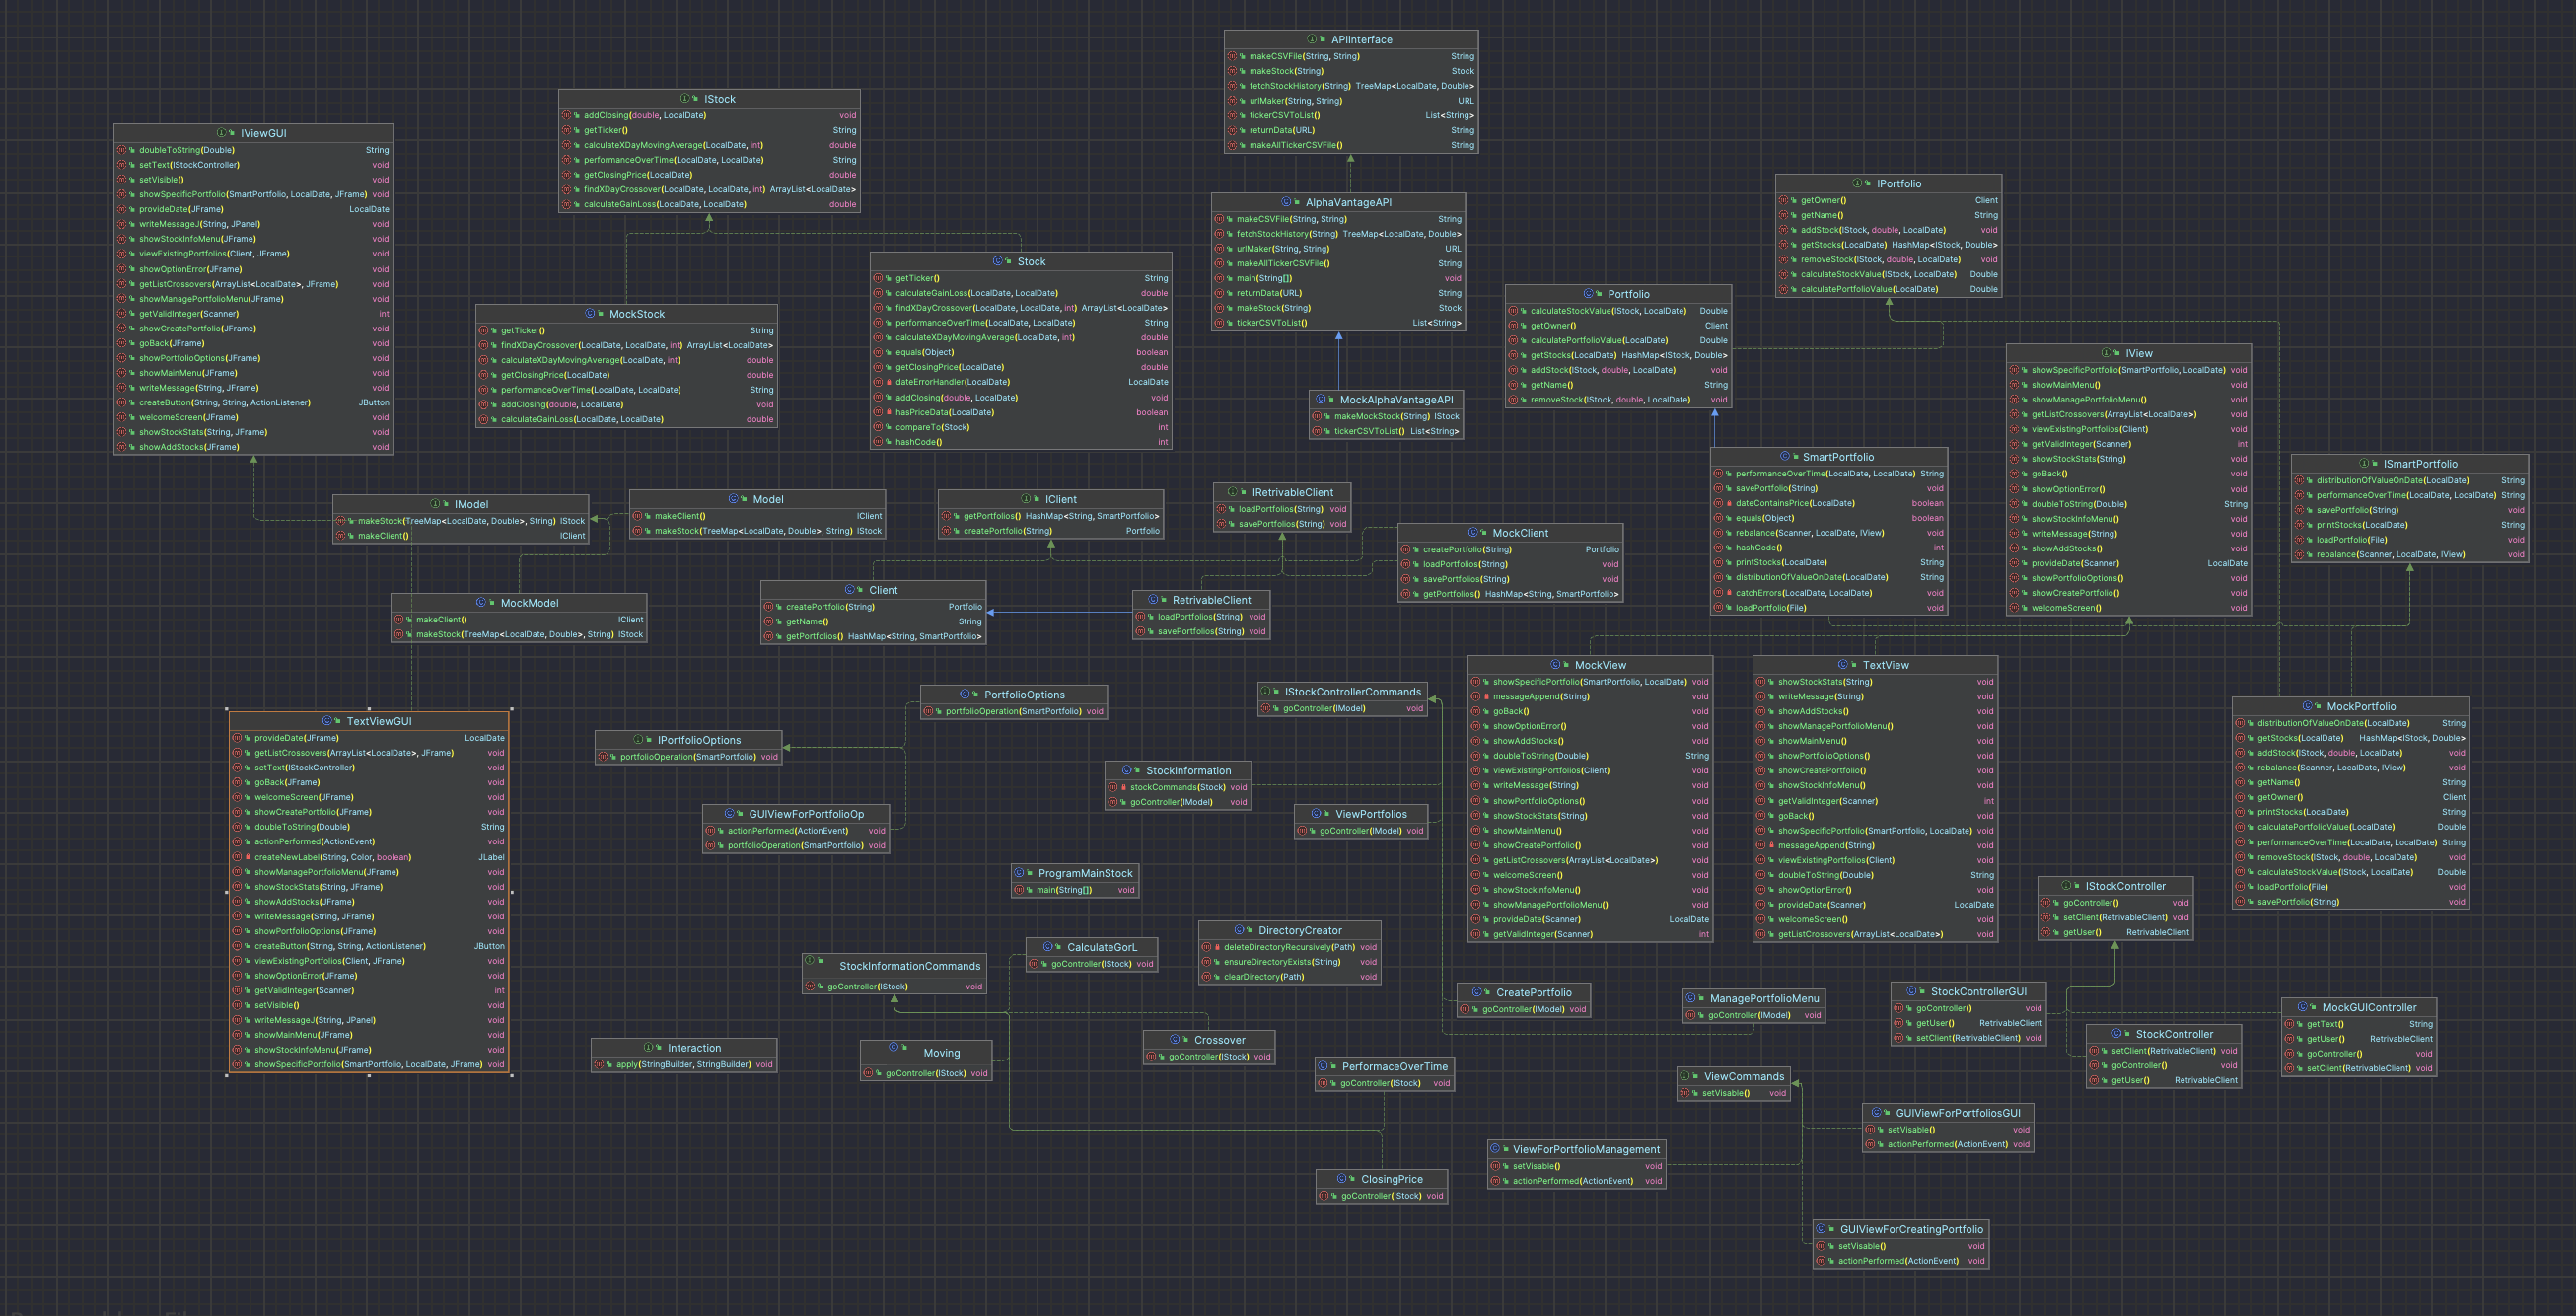 APIInterface
makeCSVFile(String, String) String
makeStock(String) Stock
fetchStockHistory(String) TreeMap<LocalDate, Double>
urlMaker(String, String) URL
tickerCSVToList() List<String>
returnData(URL) String
makeAllTickerCSVFile() String
IStock
addClosing(double, LocalDate) void
getTicker() String
calculateXDayMovingAverage(LocalDate, int) double
performanceOverTime(LocalDate, LocalDate) String
getClosingPrice(LocalDate) double
findXDayCrossover(LocalDate, LocalDate, int) ArrayList<LocalDate>
calculateGainLoss(LocalDate, LocalDate) double
IViewGUI
doubleToString(Double) String
setText(IStockController) void
setVisible() void
showSpecificPortfolio(SmartPortfolio, LocalDate, JFrame) void
provideDate(JFrame) LocalDate
writeMessageJ(String, JPanel) void
showStockInfoMenu(JFrame) void
viewExistingPortfolios(Client, JFrame) void
showOptionError(JFrame) void
getListCrossovers(ArrayList<LocalDate>, JFrame) void
showManagePortfolioMenu(JFrame) void
getValidInteger(Scanner) int
showCreatePortfolio(JFrame) void
goBack(JFrame) void
showPortfolioOptions(JFrame) void
showMainMenu(JFrame) void
writeMessage(String, JFrame) void
createButton(String, String, ActionListener) JButton
welcomeScreen(JFrame) void
showStockStats(String, JFrame) void
showAddStocks(JFrame) void
AlphaVantageAPI
makeCSVFile(String, String) String
fetchStockHistory(String) TreeMap<LocalDate, Double>
urlMaker(String, String) URL
makeAllTickerCSVFile() String
main(String[]) void
returnData(URL) String
makeStock(String) Stock
tickerCSVToList() List<String>
IPortfolio
getOwner() Client
getName() String
addStock(IStock, double, LocalDate) void
getStocks(LocalDate) HashMap<IStock, Double>
removeStock(IStock, double, LocalDate) void
calculateStockValue(IStock, LocalDate) Double
calculatePortfolioValue(LocalDate) Double
Stock
getTicker() String
calculateGainLoss(LocalDate, LocalDate) double
findXDayCrossover(LocalDate, LocalDate, int) ArrayList<LocalDate>
performanceOverTime(LocalDate, LocalDate) String
calculateXDayMovingAverage(LocalDate, int) double
equals(Object) boolean
getClosingPrice(LocalDate) double
dateErrorHandler(LocalDate) LocalDate
addClosing(double, LocalDate) void
hasPriceData(LocalDate) boolean
compareTo(Stock) int
hashCode() int
MockStock
getTicker() String
findXDayCrossover(LocalDate, LocalDate, int) ArrayList<LocalDate>
calculateXDayMovingAverage(LocalDate, int) double
getClosingPrice(LocalDate) double
performanceOverTime(LocalDate, LocalDate) String
addClosing(double, LocalDate) void
calculateGainLoss(LocalDate, LocalDate) double
Portfolio
calculateStockValue(IStock, LocalDate) Double
getOwner() Client
calculatePortfolioValue(LocalDate) Double
getStocks(LocalDate) HashMap<IStock, Double>
addStock(IStock, double, LocalDate) void
getName() String
removeStock(IStock, double, LocalDate) void
MockAlphaVantageAPI
makeMockStock(String) IStock
tickerCSVToList() List<String>
IView
showSpecificPortfolio(SmartPortfolio, LocalDate) void
showMainMenu() void
showManagePortfolioMenu() void
getListCrossovers(ArrayList<LocalDate>) void
viewExistingPortfolios(Client) void
getValidInteger(Scanner) int
showStockStats(String) void
goBack() void
showOptionError() void
doubleToString(Double) String
showStockInfoMenu() void
writeMessage(String) void
showAddStocks() void
provideDate(Scanner) LocalDate
showPortfolioOptions() void
showCreatePortfolio() void
welcomeScreen() void
SmartPortfolio
performanceOverTime(LocalDate, LocalDate) String
savePortfolio(String) void
dateContainsPrice(LocalDate) boolean
equals(Object) boolean
rebalance(Scanner, LocalDate, IView) void
hashCode() int
printStocks(LocalDate) String
distributionOfValueOnDate(LocalDate) String
catchErrors(LocalDate, LocalDate) void
loadPortfolio(File) void
ISmartPortfolio
distributionOfValueOnDate(LocalDate) String
performanceOverTime(LocalDate, LocalDate) String
savePortfolio(String) void
printStocks(LocalDate) String
loadPortfolio(File) void
rebalance(Scanner, LocalDate, IView) void
IModel
makeStock(TreeMap<LocalDate, Double>, String) IStock
makeClient() IClient
Model
makeClient() IClient
makeStock(TreeMap<LocalDate, Double>, String) IStock
IClient
getPortfolios() HashMap<String, SmartPortfolio>
createPortfolio(String) Portfolio
IRetrivableClient
loadPortfolios(String) void
savePortfolios(String) void
MockClient
createPortfolio(String) Portfolio
loadPortfolios(String) void
savePortfolios(String) void
getPortfolios() HashMap<String, SmartPortfolio>
MockModel
makeClient() IClient
makeStock(TreeMap<LocalDate, Double>, String) IStock
Client
createPortfolio(String) Portfolio
getName() String
getPortfolios() HashMap<String, SmartPortfolio>
RetrivableClient
loadPortfolios(String) void
savePortfolios(String) void
TextViewGUI
provideDate(JFrame) LocalDate
getListCrossovers(ArrayList<LocalDate>, JFrame) void
setText(IStockController) void
goBack(JFrame) void
welcomeScreen(JFrame) void
showCreatePortfolio(JFrame) void
doubleToString(Double) String
actionPerformed(ActionEvent) void
createNewLabel(String, Color, boolean) JLabel
showManagePortfolioMenu(JFrame) void
showStockStats(String, JFrame) void
showAddStocks(JFrame) void
writeMessage(String, JFrame) void
showPortfolioOptions(JFrame) void
createButton(String, String, ActionListener) JButton
viewExistingPortfolios(Client, JFrame) void
showOptionError(JFrame) void
getValidInteger(Scanner) int
setVisible() void
writeMessageJ(String, JPanel) void
showMainMenu(JFrame) void
showStockInfoMenu(JFrame) void
showSpecificPortfolio(SmartPortfolio, LocalDate, JFrame) void
PortfolioOptions
portfolioOperation(SmartPortfolio) void
IPortfolioOptions
portfolioOperation(SmartPortfolio) void
GUIViewForPortfolioOp
actionPerformed(ActionEvent) void
portfolioOperation(SmartPortfolio) void
IStockControllerCommands
goController(IModel) void
StockInformation
stockCommands(Stock) void
goController(IModel) void
ViewPortfolios
goController(IModel) void
MockView
showSpecificPortfolio(SmartPortfolio, LocalDate) void
messageAppend(String) void
goBack() void
showOptionError() void
showAddStocks() void
doubleToString(Double) String
viewExistingPortfolios(Client) void
writeMessage(String) void
showPortfolioOptions() void
showStockStats(String) void
showMainMenu() void
showCreatePortfolio() void
getListCrossovers(ArrayList<LocalDate>) void
welcomeScreen() void
showStockInfoMenu() void
showManagePortfolioMenu() void
provideDate(Scanner) LocalDate
getValidInteger(Scanner) int
TextView
showStockStats(String) void
writeMessage(String) void
showAddStocks() void
showManagePortfolioMenu() void
showMainMenu() void
showPortfolioOptions() void
showCreatePortfolio() void
showStockInfoMenu() void
getValidInteger(Scanner) int
goBack() void
showSpecificPortfolio(SmartPortfolio, LocalDate) void
messageAppend(String) void
viewExistingPortfolios(Client) void
doubleToString(Double) String
showOptionError() void
provideDate(Scanner) LocalDate
welcomeScreen() void
getListCrossovers(ArrayList<LocalDate>) void
MockPortfolio
distributionOfValueOnDate(LocalDate) String
getStocks(LocalDate) HashMap<IStock, Double>
addStock(IStock, double, LocalDate) void
rebalance(Scanner, LocalDate, IView) void
getName() String
getOwner() Client
printStocks(LocalDate) String
calculatePortfolioValue(LocalDate) Double
performanceOverTime(LocalDate, LocalDate) String
removeStock(IStock, double, LocalDate) void
calculateStockValue(IStock, LocalDate) Double
loadPortfolio(File) void
savePortfolio(String) void
ProgramMainStock
main(String[]) void
IStockController
goController() void
setClient(RetrivableClient) void
getUser() RetrivableClient
DirectoryCreator
deleteDirectoryRecursively(Path) void
ensureDirectoryExists(String) void
clearDirectory(Path) void
CalculateGorL
goController(IStock) void
StockInformationCommands
goController(IStock) void
CreatePortfolio
goController(IModel) void
ManagePortfolioMenu
goController(IModel) void
StockControllerGUI
goController() void
getUser() RetrivableClient
setClient(RetrivableClient) void
MockGUIController
getText() String
getUser() RetrivableClient
goController() void
setClient(RetrivableClient) void
StockController
setClient(RetrivableClient) void
goController() void
getUser() RetrivableClient
Interaction
apply(StringBuilder, StringBuilder) void
Moving
goController(IStock) void
Crossover
goController(IStock) void
PerformaceOverTime
goController(IStock) void
ViewCommands
setVisable() void
GUIViewForPortfoliosGUI
setVisable() void
actionPerformed(ActionEvent) void
ViewForPortfolioManagement
setVisable() void
actionPerformed(ActionEvent) void
ClosingPrice
goController(IStock) void
GUIViewForCreatingPortfolio
setVisable() void
actionPerformed(ActionEvent) void